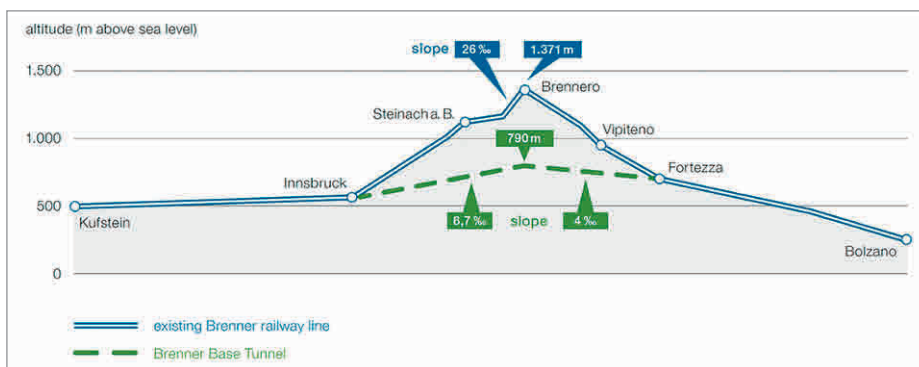 altitude (m above sea level)
slope 26 ‰ 1.371 m
1.500
Brennero
Steinach a. B.
1.000
790 m
Vipiteno
Fortezza
Innsbruck
500
Kufstein
6,7 ‰ slope 4 ‰
Bolzano
0
existing Brenner railway line
Brenner Base Tunnel